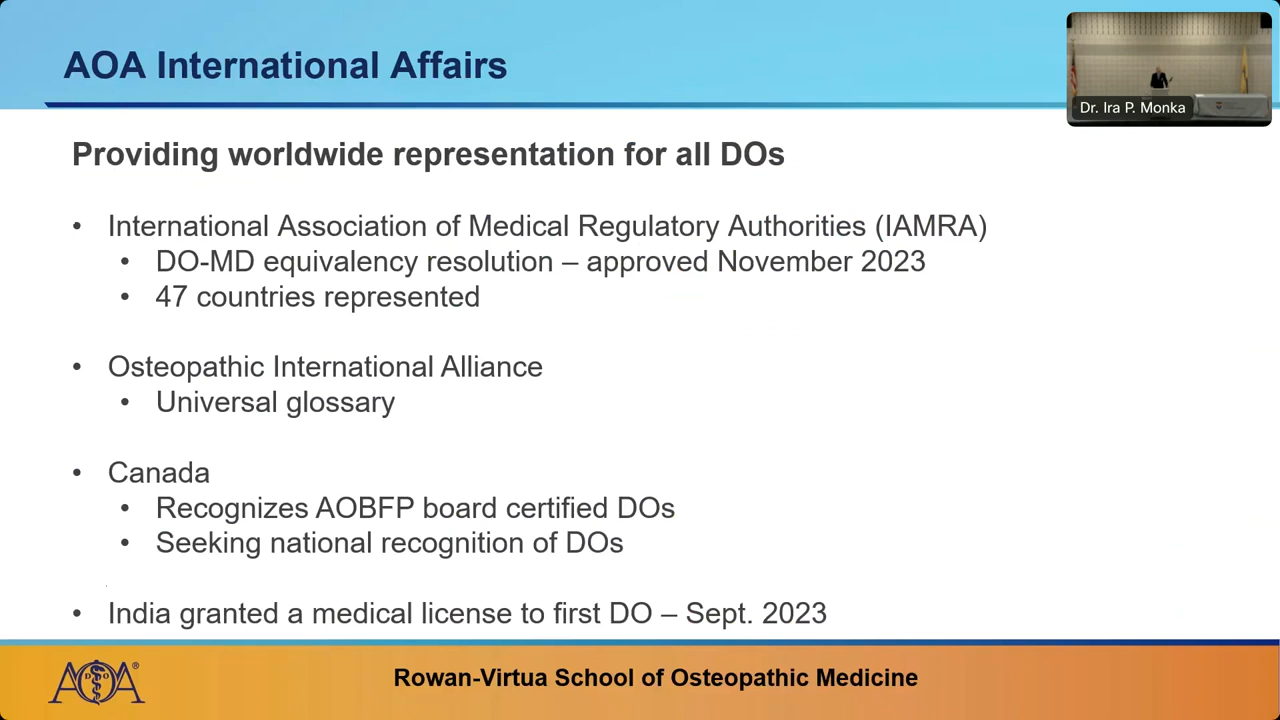 AOA International Affairs
Dr. Ira P. Monka
Providing worldwide representation for all DOs
• International Association of Medical Regulatory Authorities (IAMRA)
• DO-MD equivalency resolution – approved November 2023
• 47 countries represented
• Osteopathic International Alliance
• Universal glossary
• Canada
• Recognizes AOBFP board certified DOs
• Seeking national recognition of DOs
• India granted a medical license to first DO – Sept. 2023
AOA®
DO
Rowan-Virtua School of Osteopathic Medicine